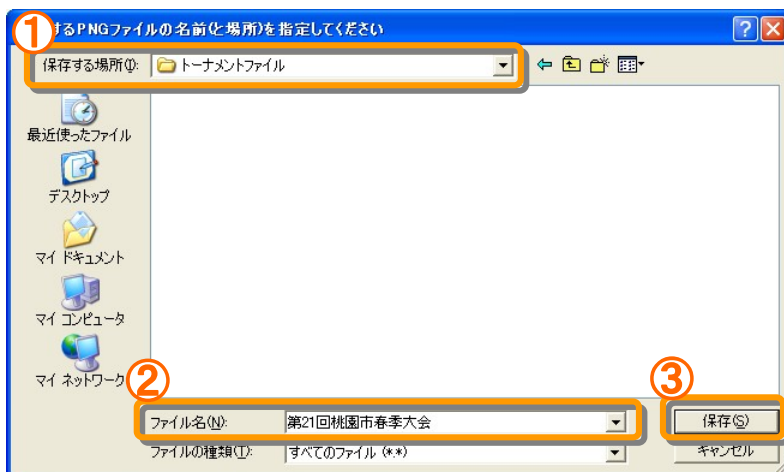 ①
するPNGファイルの名前(と場所)を指定してください
保存する場所(I):
トーナメントファイル
最近使ったファイル
デスクトップ
マイ ドキュメント
マイ コンピュータ
マイ ネットワーク
②
③
ファイル名(N):
第21回桃園市春季大会
保存(S)
ファイルの種類(T):
すべてのファイル (*.*)
キャンセル